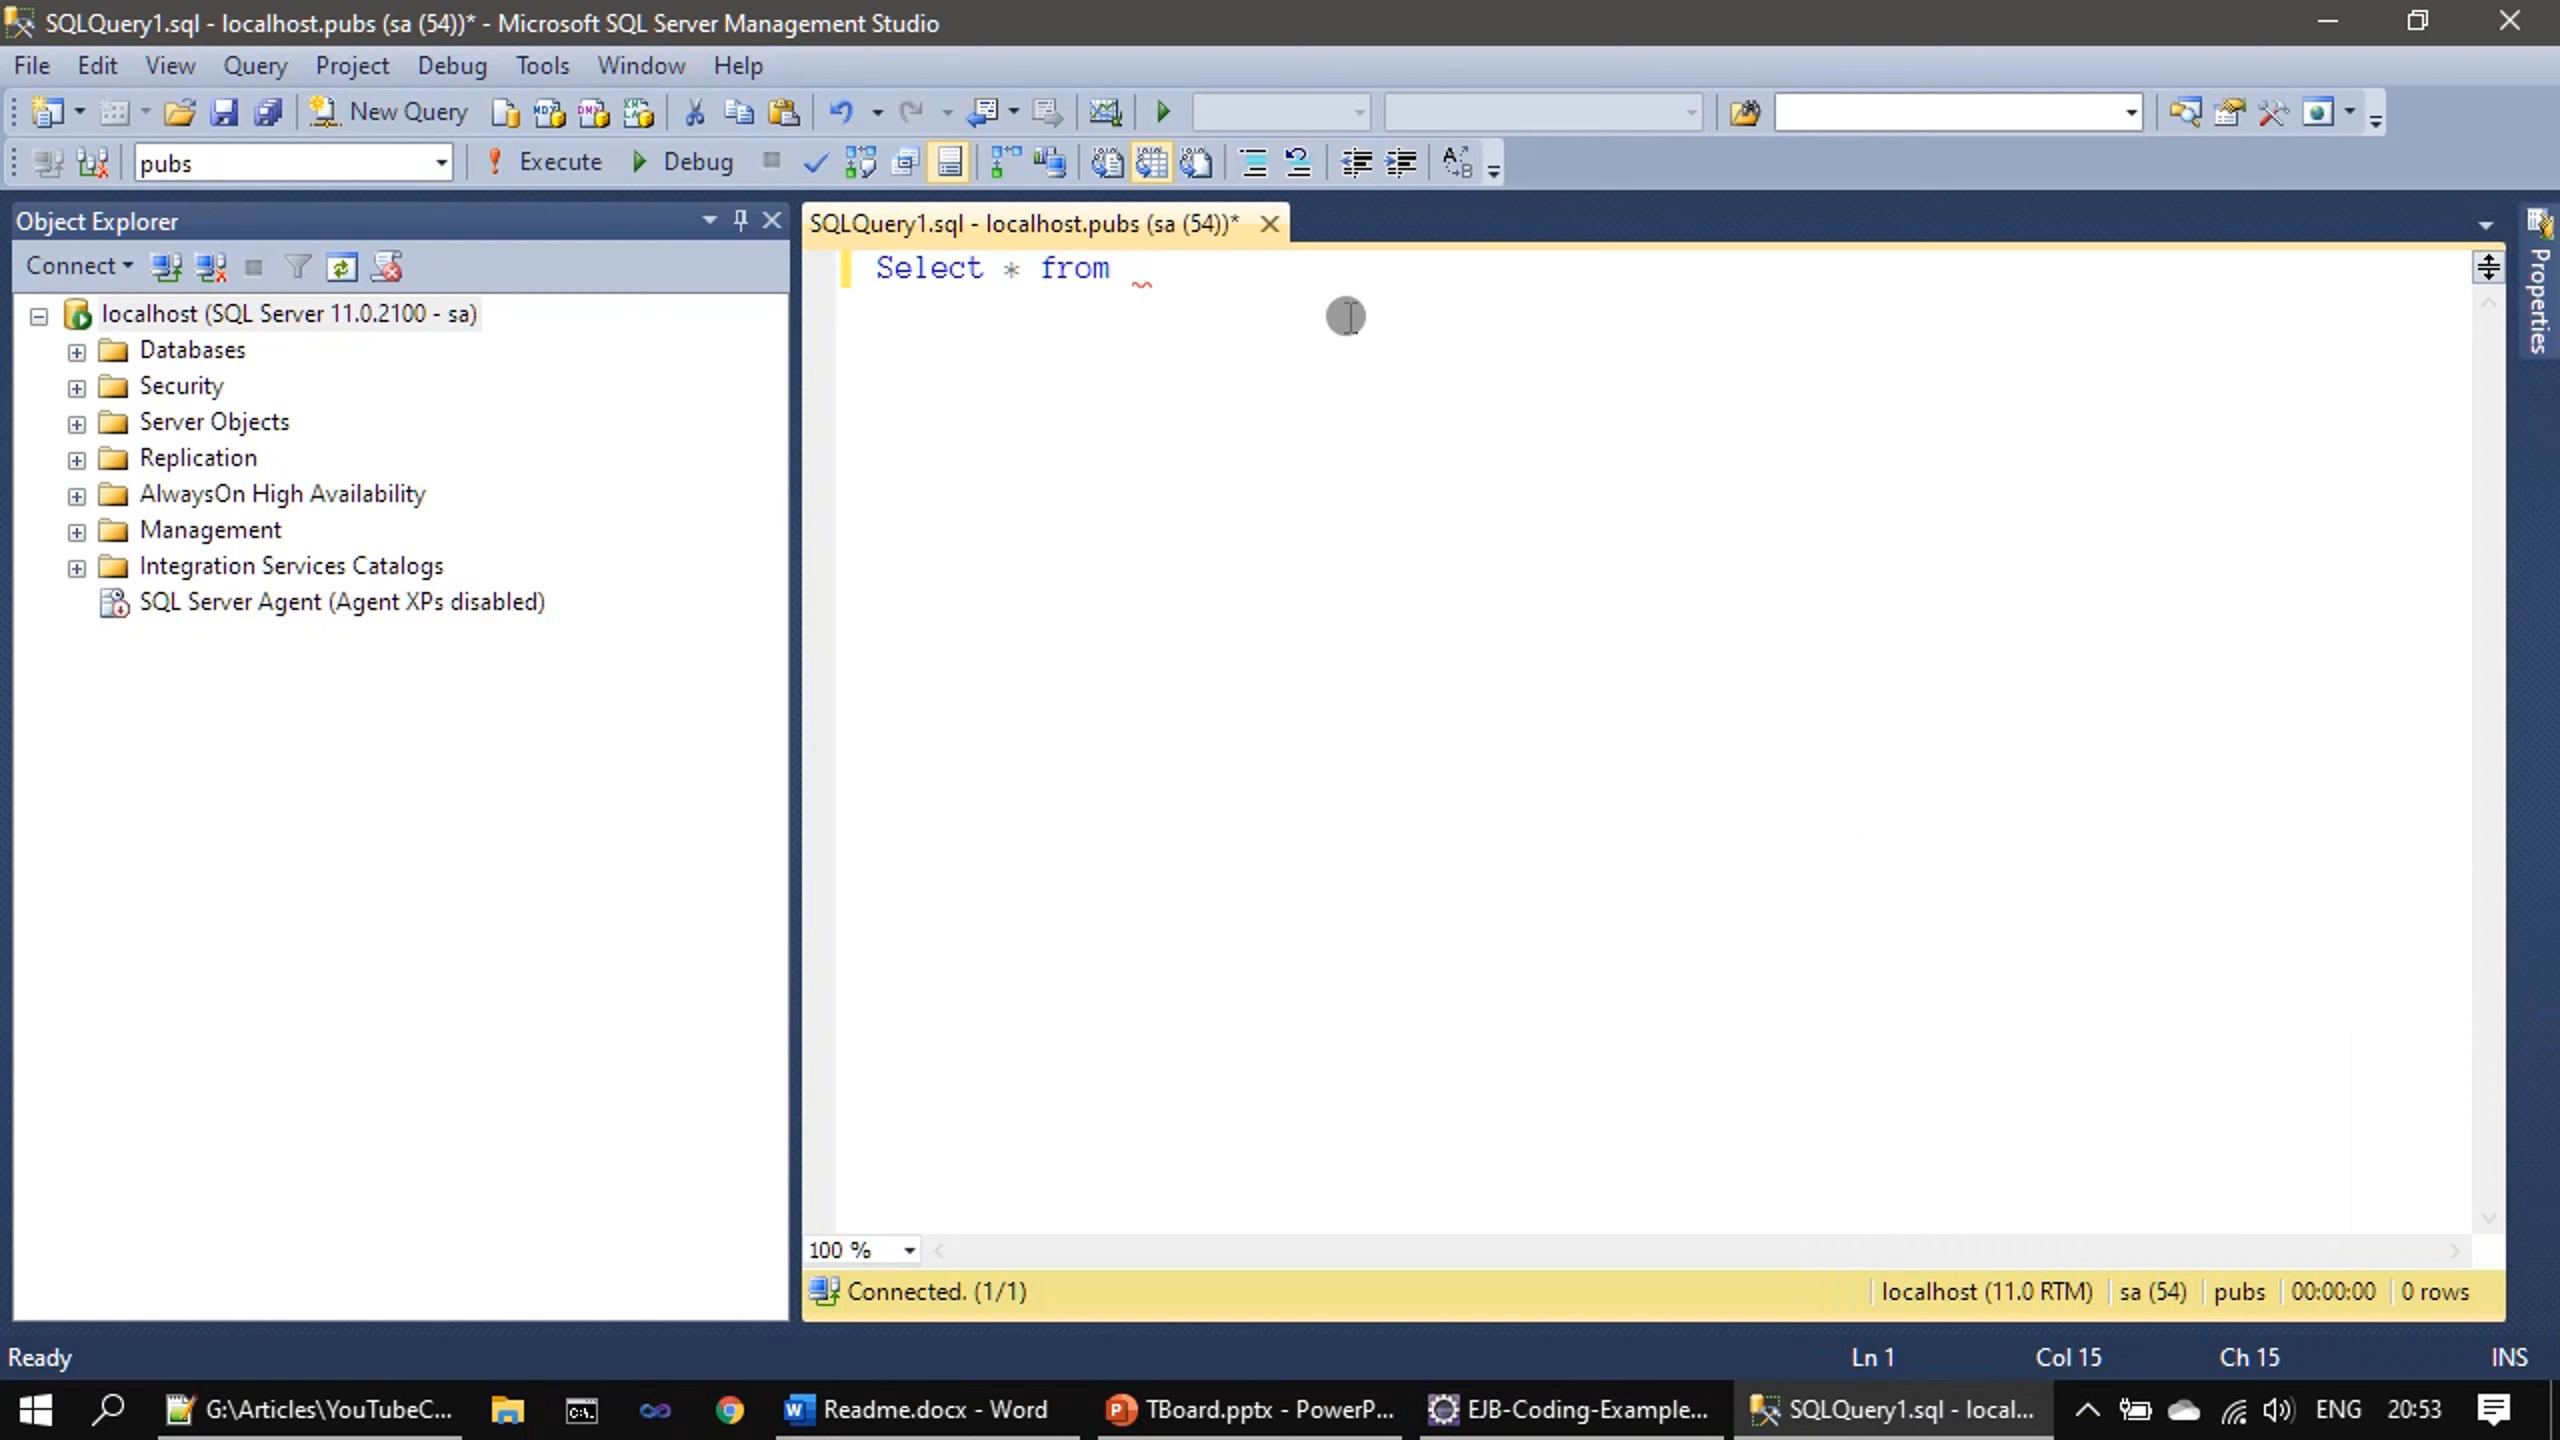 SQLQuery1.sql - localhost.pubs (sa (54))* - Microsoft SQL Server Management Studio
File Edit View Query Project Debug Tools Window Help
New Query
pubs Execute Debug
Object Explorer
Connect
localhost (SQL Server 11.0.2100 - sa)
Databases
Security
Server Objects
Replication
AlwaysOn High Availability
Management
Integration Services Catalogs
SQL Server Agent (Agent XPs disabled)
SQLQuery1.sql - localhost.pubs (sa (54))*
Select * from
Properties
100 %
Connected. (1/1) localhost (11.0 RTM) sa (54) pubs 00:00:00 0 rows
Ready Ln 1 Col 15 Ch 15 INS
G:\Articles\YouTubeC... Readme.docx - Word TBoard.pptx - PowerP... EJB-Coding-Example... SQLQuery1.sql - local... ENG 20:53